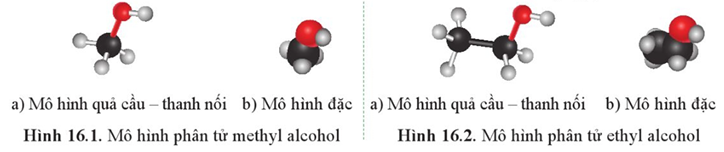 a) Mô hình quả cầu – thanh nối b) Mô hình đặc
Hình 16.1. Mô hình phân tử methyl alcohol
a) Mô hình quả cầu – thanh nối b) Mô hình đặc
Hình 16.2. Mô hình phân tử ethyl alcohol